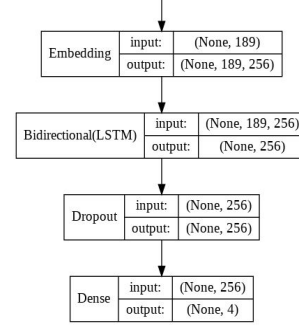 Embedding
input: (None, 189)
output: (None, 189, 256)
Bidirectional(LSTM)
input: (None, 189, 256)
output: (None, 256)
Dropout
input: (None, 256)
output: (None, 256)
Dense
input: (None, 256)
output: (None, 4)